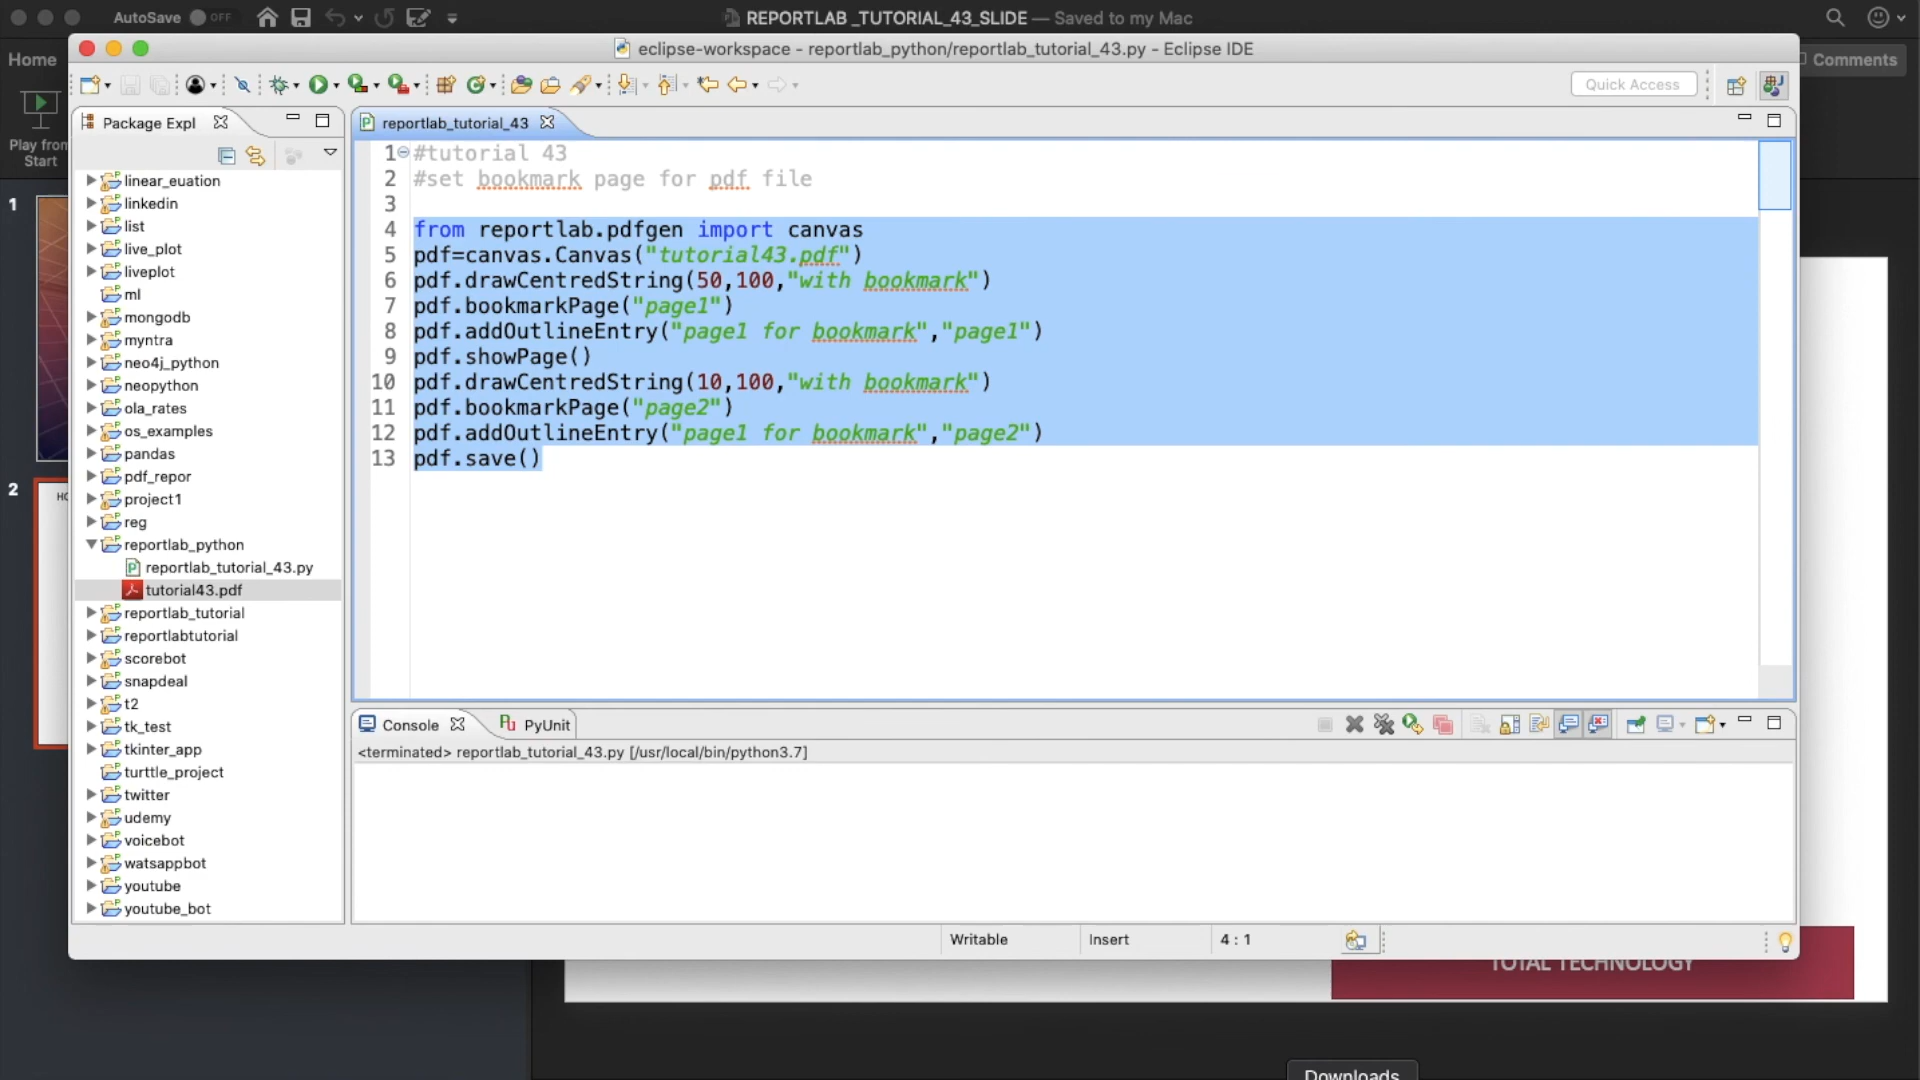 AutoSave OFF
REPORTLAB _TUTORIAL_43_SLIDE — Saved to my Mac
Home
Comments
Play from
Start
1
2
eclipse-workspace - reportlab_python/reportlab_tutorial_43.py - Eclipse IDE
Quick Access
Package Expl
linear_euation
linkedin
list
live_plot
liveplot
ml
mongodb
myntra
neo4j_python
neopython
ola_rates
os_examples
pandas
pdf_repor
project1
reg
reportlab_python
reportlab_tutorial_43.py
tutorial43.pdf
reportlab_tutorial
reportlabtutorial
scorebot
snapdeal
t2
tk_test
tkinter_app
turttle_project
twitter
udemy
voicebot
watsappbot
youtube
youtube_bot
reportlab_tutorial_43
1 #tutorial 43
2 #set bookmark page for pdf file
3
4 from reportlab.pdfgen import canvas
5 pdf=canvas.Canvas("tutorial43.pdf")
6 pdf.drawCentredString(50,100,"with bookmark")
7 pdf.bookmarkPage("page1")
8 pdf.addOutlineEntry("page1 for bookmark","page1")
9 pdf.showPage()
10 pdf.drawCentredString(10,100,"with bookmark")
11 pdf.bookmarkPage("page2")
12 pdf.addOutlineEntry("page1 for bookmark","page2")
13 pdf.save()
Console
PyUnit
<terminated> reportlab_tutorial_43.py [/usr/local/bin/python3.7]
Writable
Insert
4 : 1
TOTAL TECHNOLOGY
Downloads